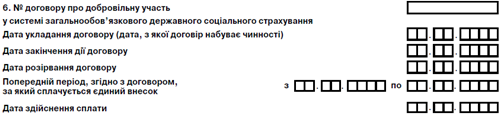 6. № договору про добровільну участь
у системі загальнообов'язкового державного соціального страхування
Дата укладання договору (дата, з якої договір набуває чинності)
Дата закінчення дії договору
Дата розірвання договору
Попередній період, згідно з договором,
за який сплачується єдиний внесок з по
Дата здійснення сплати